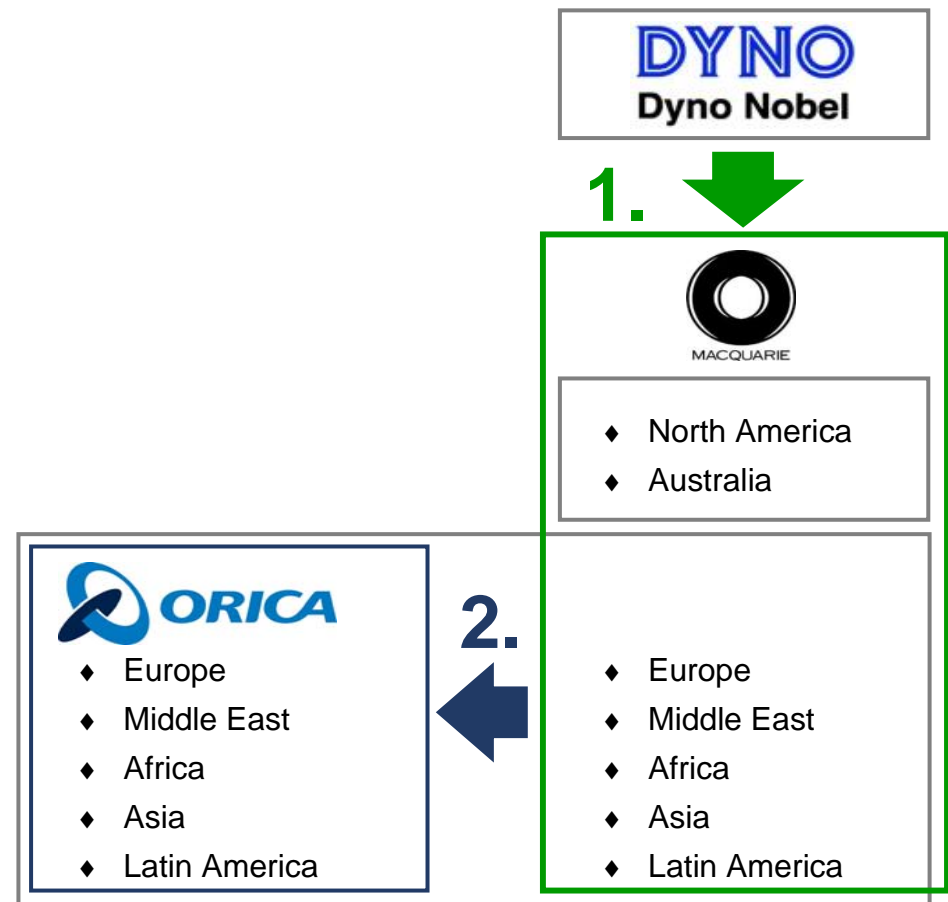 DYNO
Dyno Nobel
1.
MACQUARIE
♦ North America
♦ Australia
ORICA
2.
♦ Europe
♦ Middle East
♦ Africa
♦ Asia
♦ Latin America
♦ Europe
♦ Middle East
♦ Africa
♦ Asia
♦ Latin America